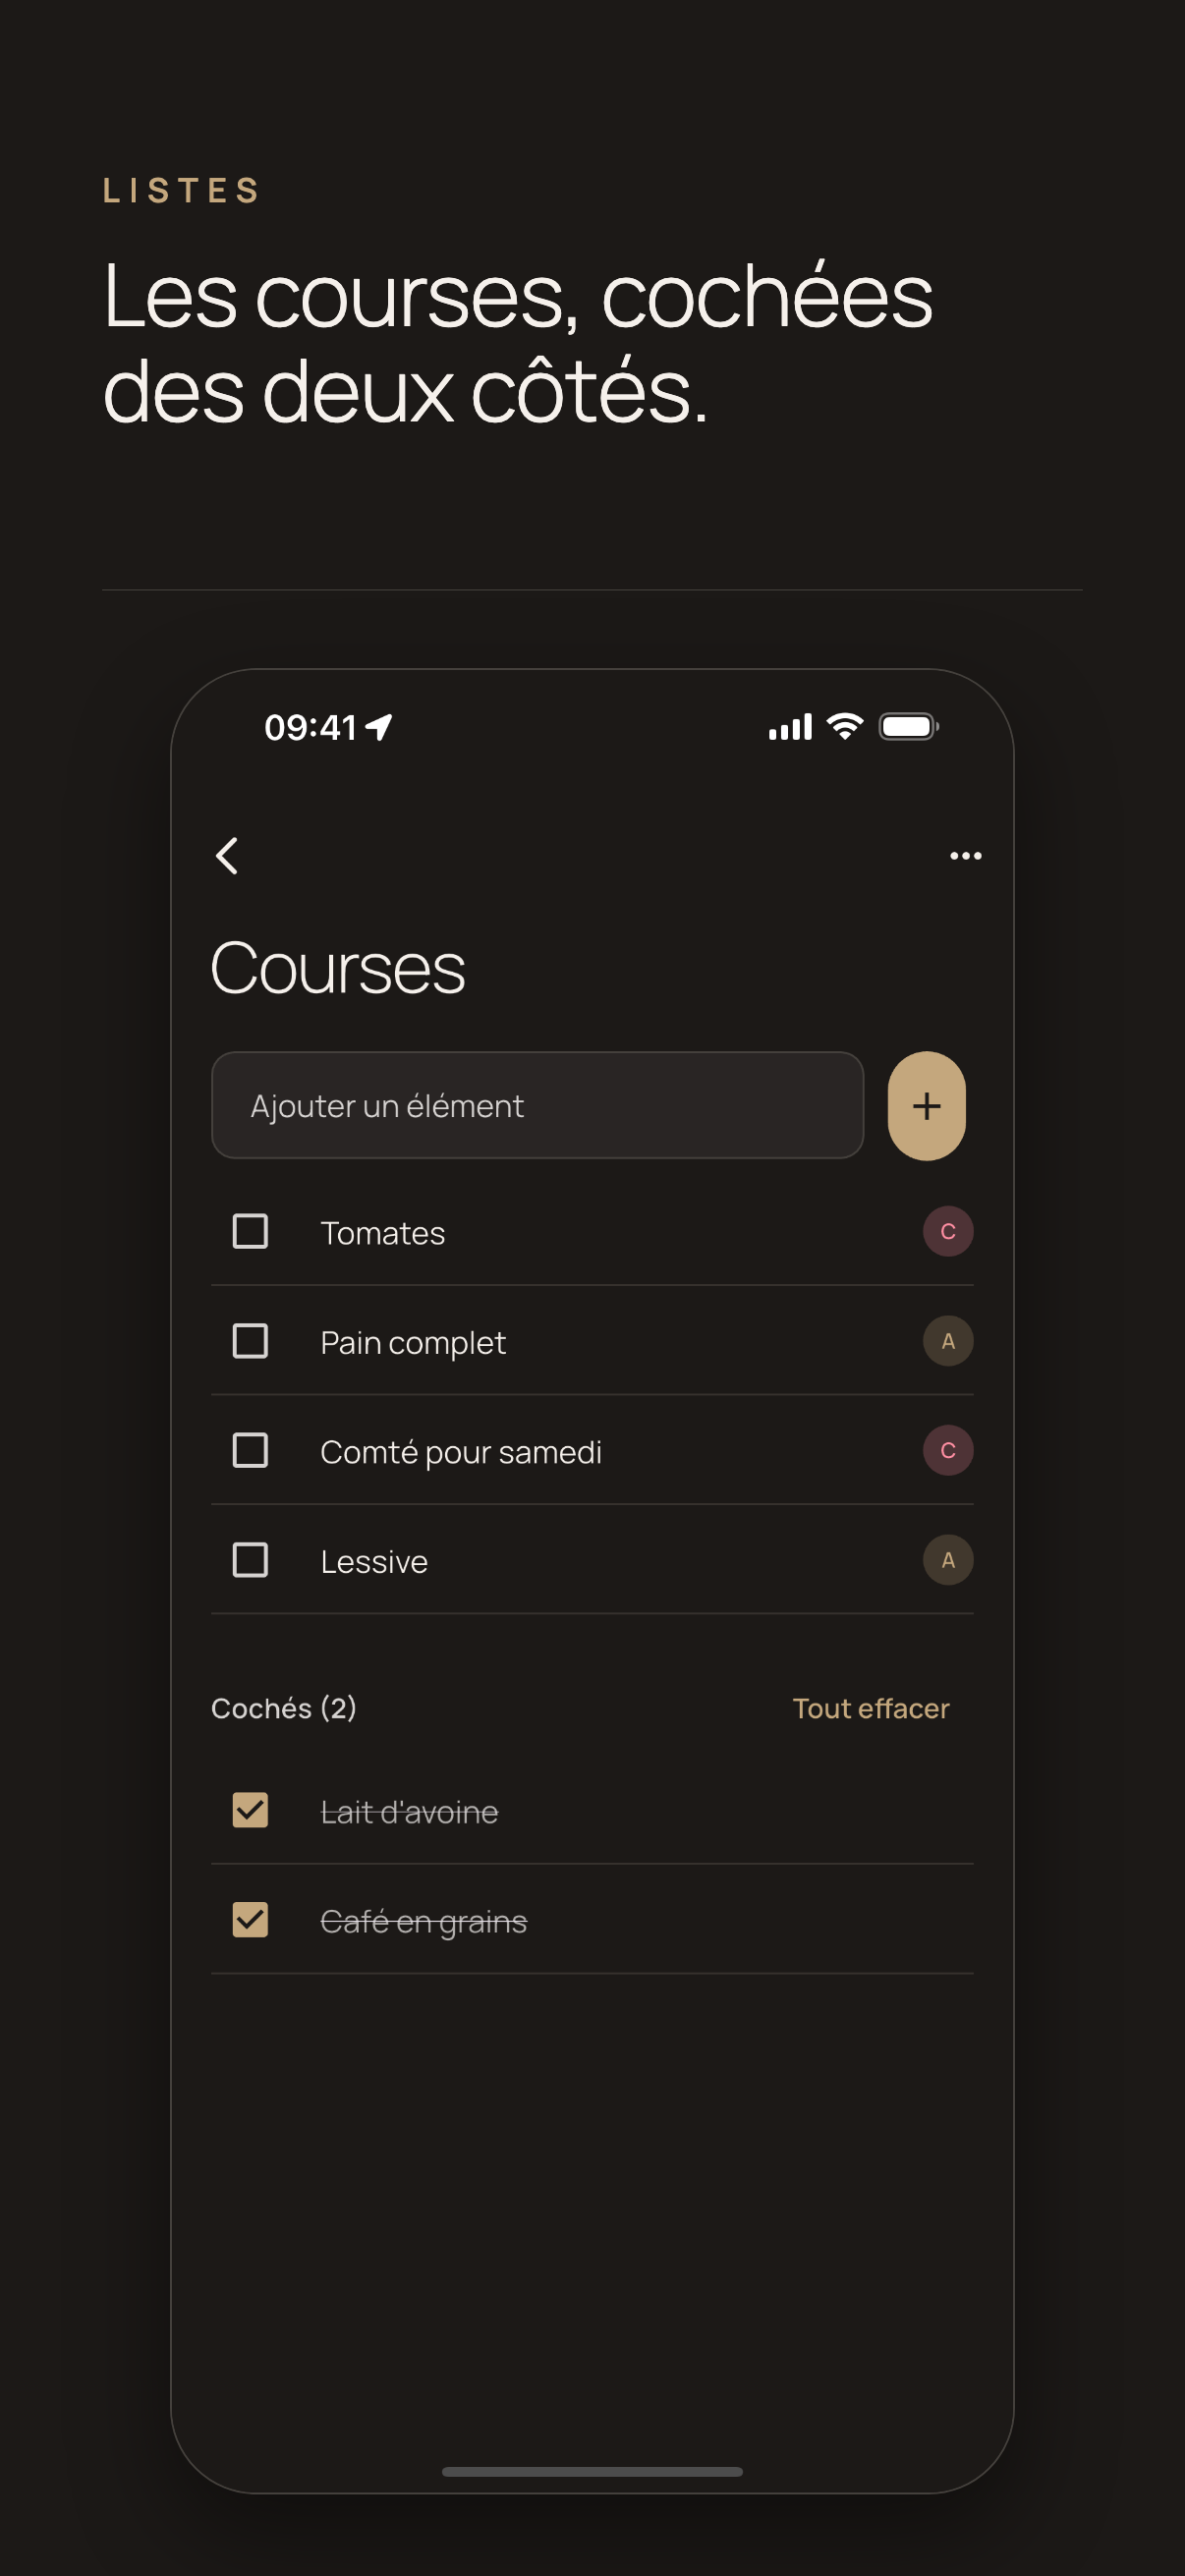 LISTES
Les courses, cochées
des deux côtés.
09:41
Courses
Ajouter un élément
+
Tomates
C
Pain complet
A
Comté pour samedi
C
Lessive
A
Cochés (2)
Tout effacer
Lait d'avoine
Café en grains